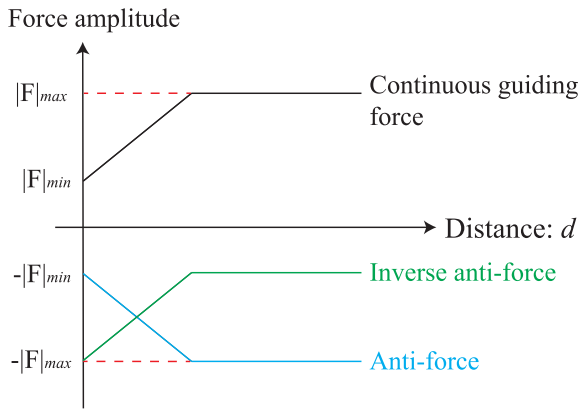 Force amplitude
|F|max
Continuous guiding
force
|F|min
Distance: d
-|F|min
Inverse anti-force
-|F|max
Anti-force